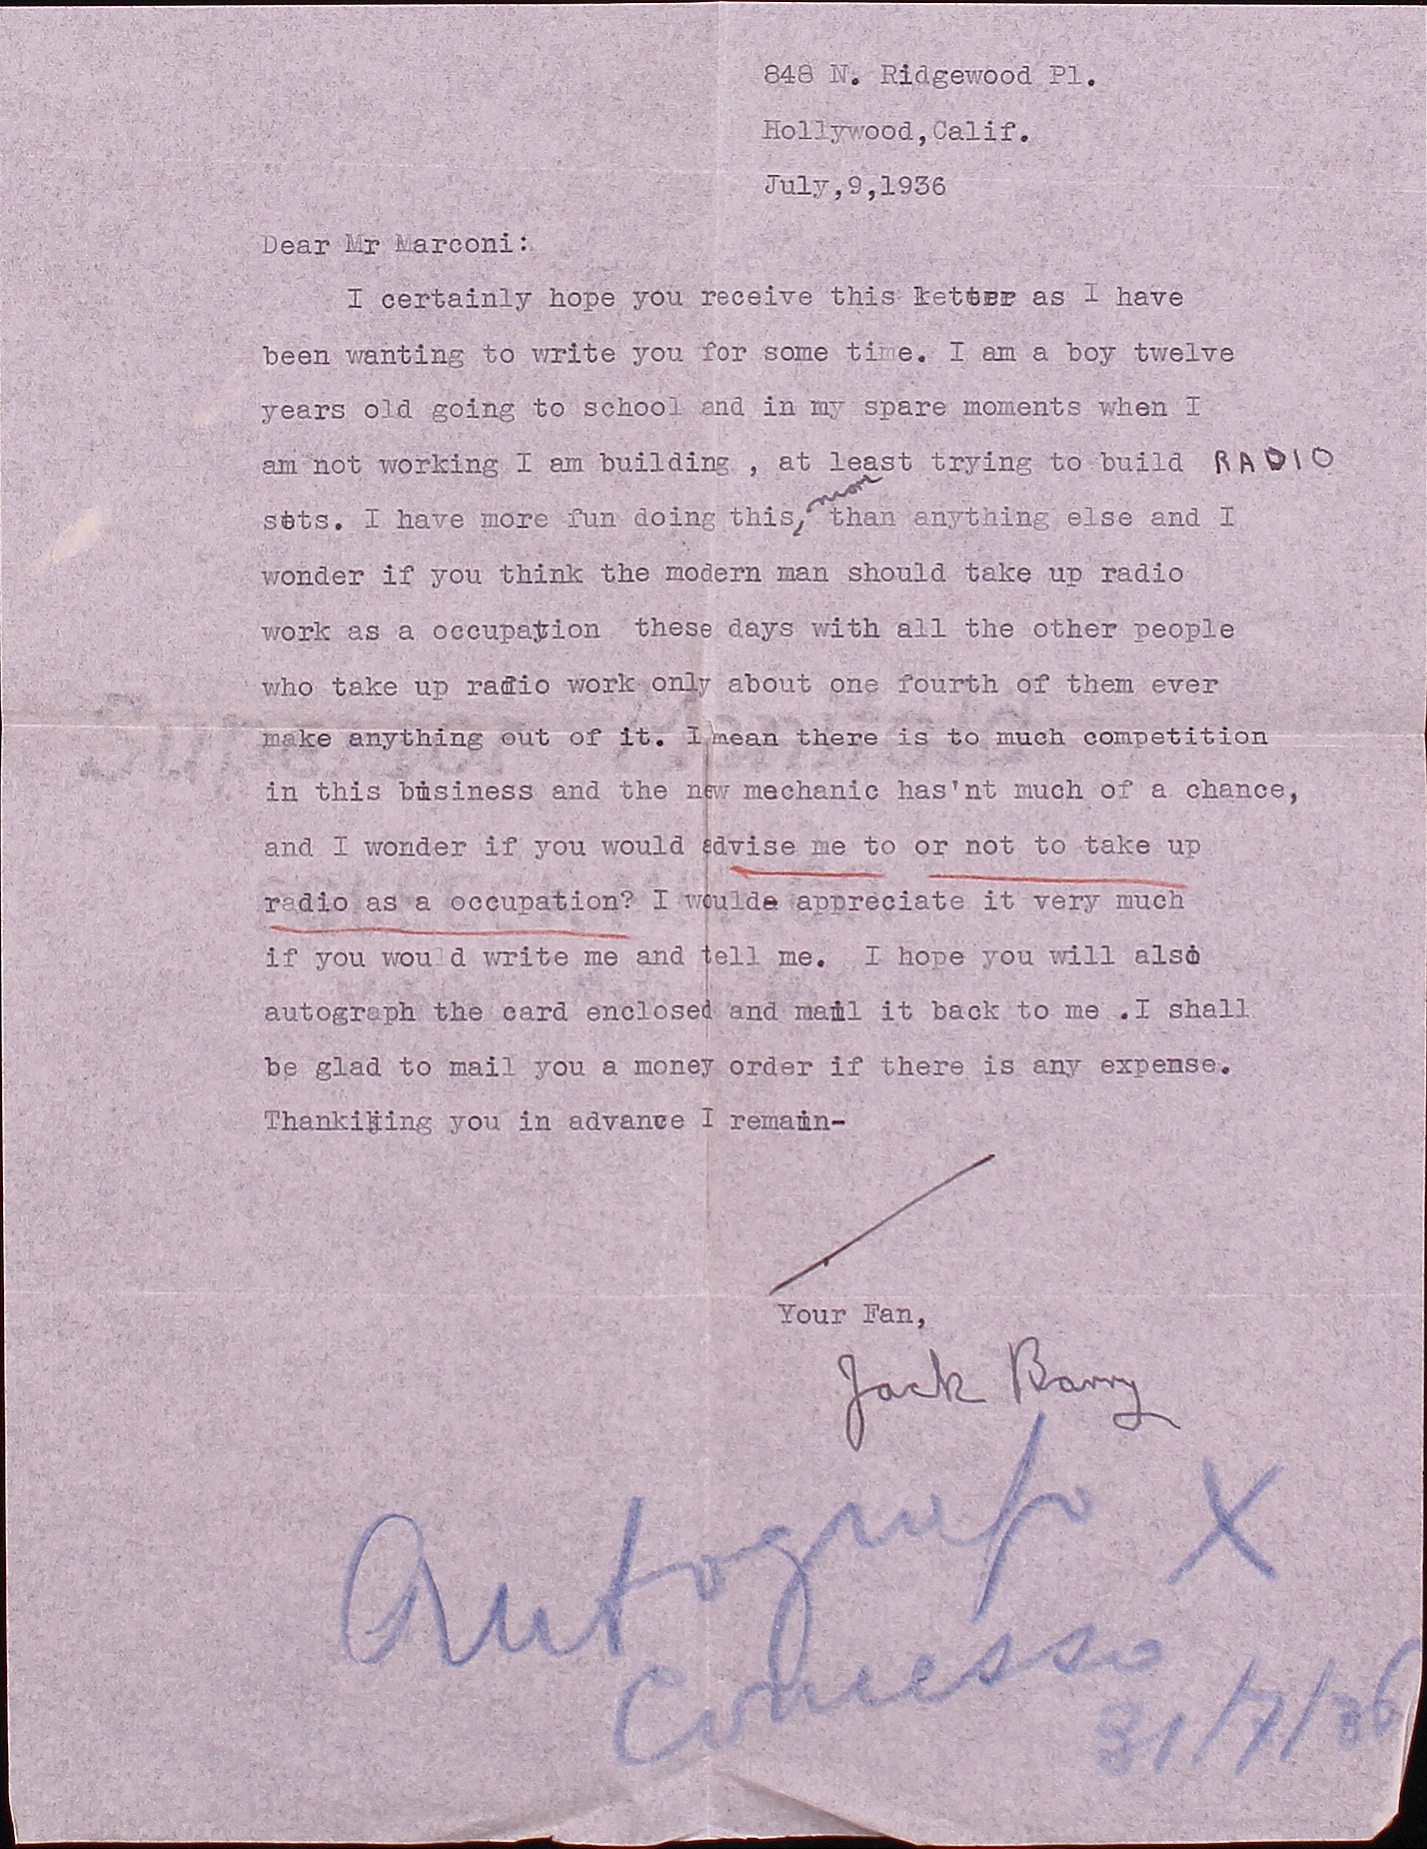 848 N. Ridgewood Pl.
Hollywood,Calif.
July,9,1936
Dear Mr Marconi:
I certainly hope you receive this letter as I have
been wanting to write you for some time. I am a boy twelve
years old going to school and in my spare moments when I
am not working I am building , at least trying to build RADIO
more
sets. I have more fun doing this, than anything else and I
wonder if you think the modern man should take up radio
work as a occupation these days with all the other people
who take up radio work only about one fourth of them ever
make anything out of it. I mean there is to much competition
in this business and the new mechanic has'nt much of a chance,
and I wonder if you would advise me to or not to take up
radio as a occupation? I woulde appreciate it very much
if you wou d write me and tell me. I hope you will also
autograph the card enclosed and mail it back to me .I shall
be glad to mail you a money order if there is any expense.
Thankiking you in advance I remain-
Your Fan,
Jack Barry
Autografo X
Concesso
31/7/36